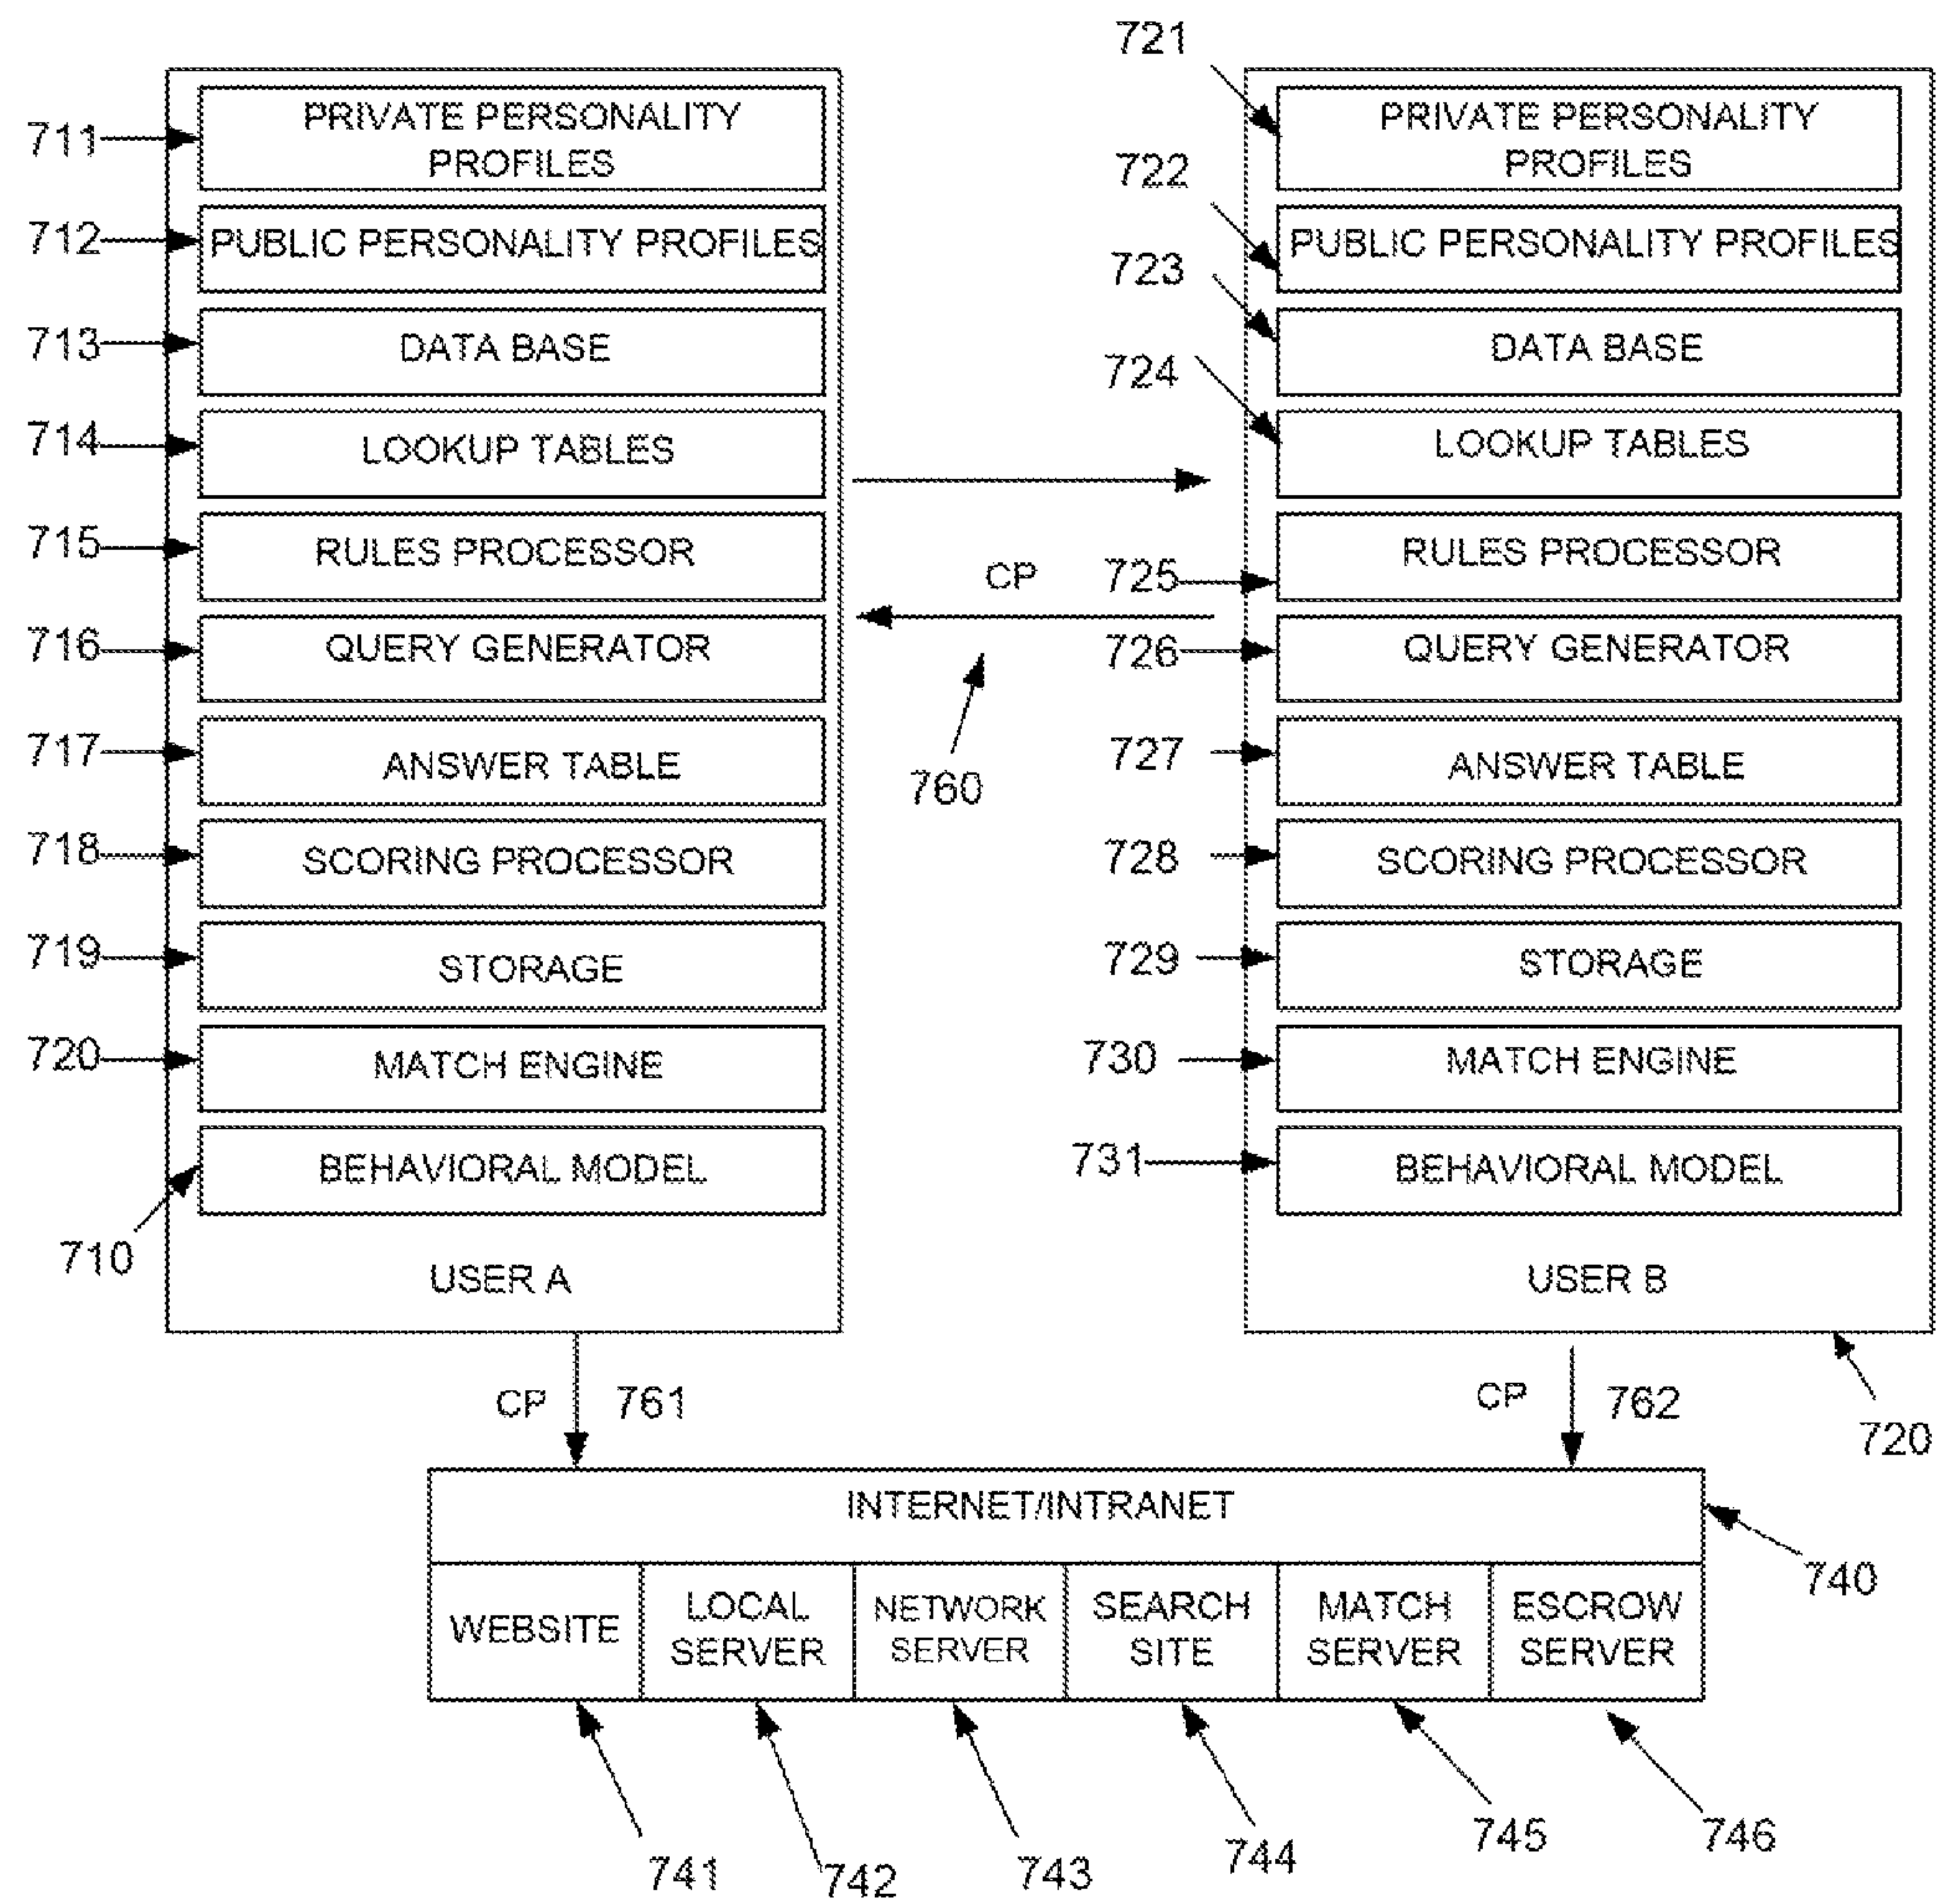 721
711
PRIVATE PERSONALITY
PROFILES
PRIVATE PERSONALITY
PROFILES
722
712
PUBLIC PERSONALITY PROFILES
PUBLIC PERSONALITY PROFILES
723
713
DATA BASE
DATA BASE
724
714
LOOKUP TABLES
LOOKUP TABLES
715
RULES PROCESSOR
CP
725
RULES PROCESSOR
716
QUERY GENERATOR
726
QUERY GENERATOR
717
ANSWER TABLE
760
727
ANSWER TABLE
718
SCORING PROCESSOR
728
SCORING PROCESSOR
719
STORAGE
729
STORAGE
720
MATCH ENGINE
730
MATCH ENGINE
BEHAVIORAL MODEL
731
BEHAVIORAL MODEL
710
USER A
USER B
CP
761
CP
762
720
INTERNET/INTRANET
740
WEBSITE
LOCAL
SERVER
NETWORK
SERVER
SEARCH
SITE
MATCH
SERVER
ESCROW
SERVER
741
742
743
744
745
746